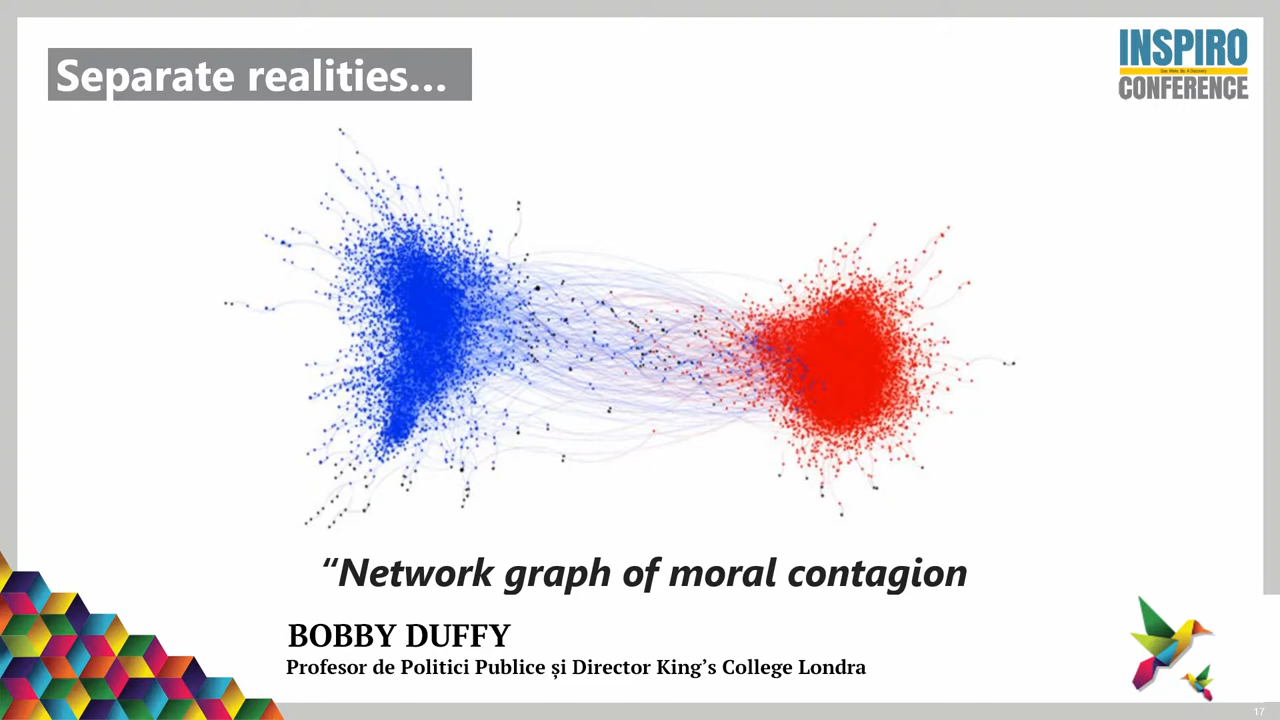 Separate realities...
INSPIRO
CONFERENCE
“Network graph of moral contagion
BOBBY DUFFY
Profesor de Politici Publice și Director King’s College Londra
17